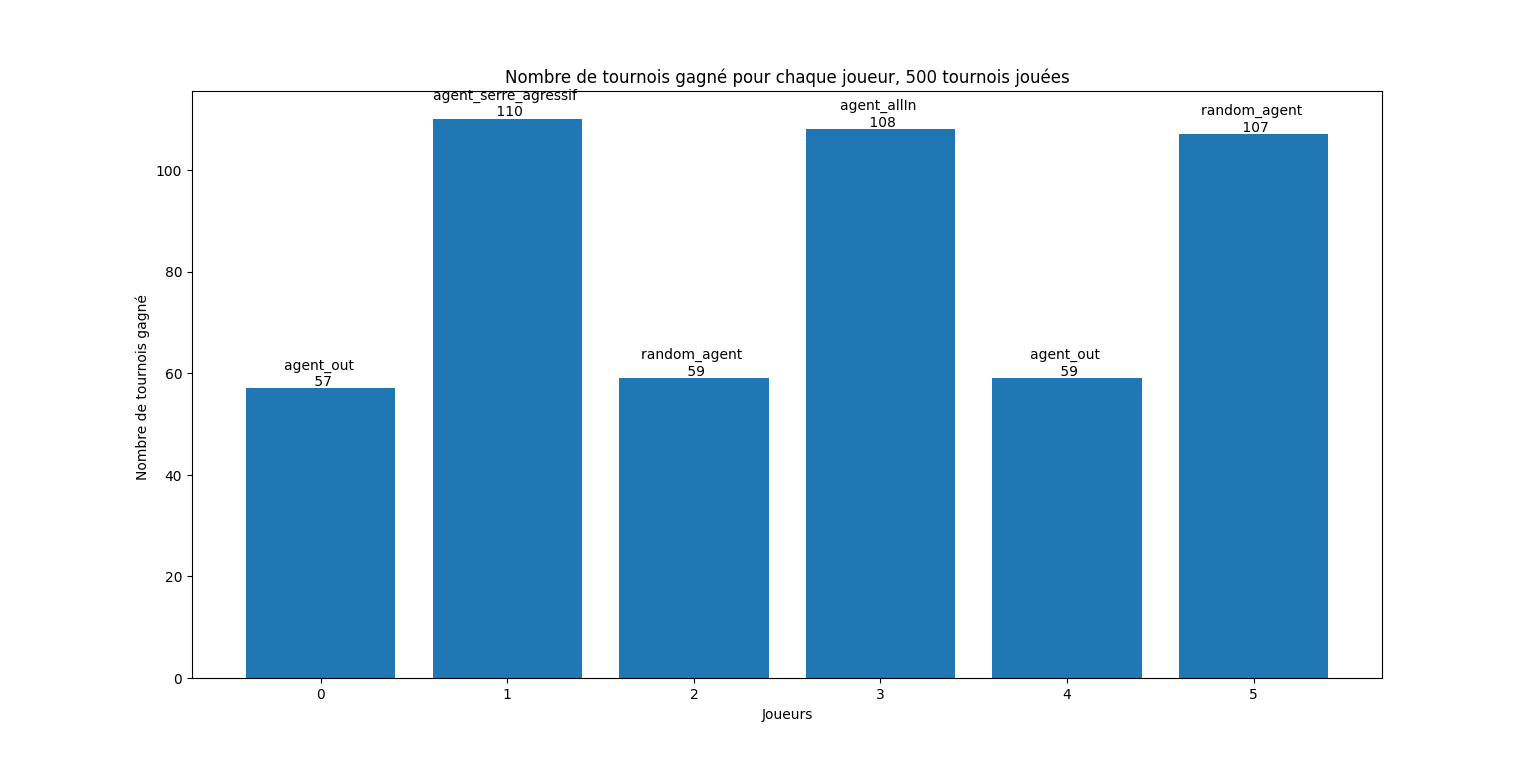 Nombre de tournois gagné pour chaque joueur, 500 tournois jouées
agent_serre_agressif
110
agent_allIn
108
random_agent
107
agent_out
57
random_agent
59
agent_out
59
100
80
60
40
20
0
Nombre de tournois gagné
0 1 2 3 4 5
Joueurs